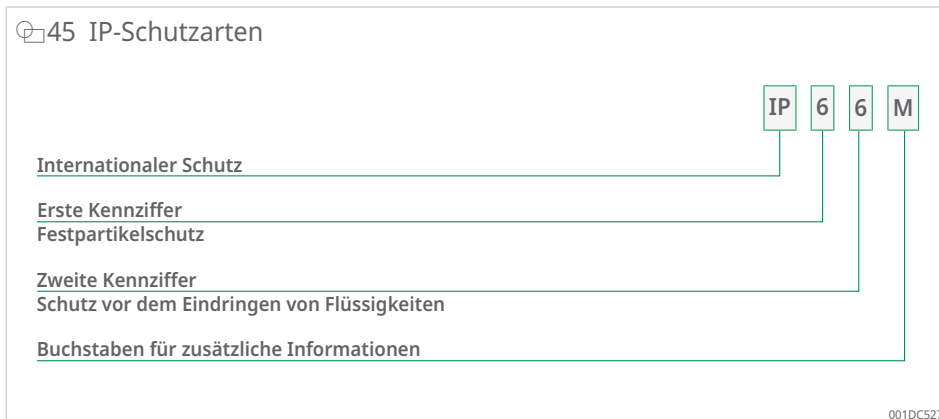 45 IP-Schutzarten
IP 6 6 M
Internationaler Schutz
Erste Kennziffer
Festpartikelschutz
Zweite Kennziffer
Schutz vor dem Eindringen von Flüssigkeiten
Buchstaben für zusätzliche Informationen
001DC527